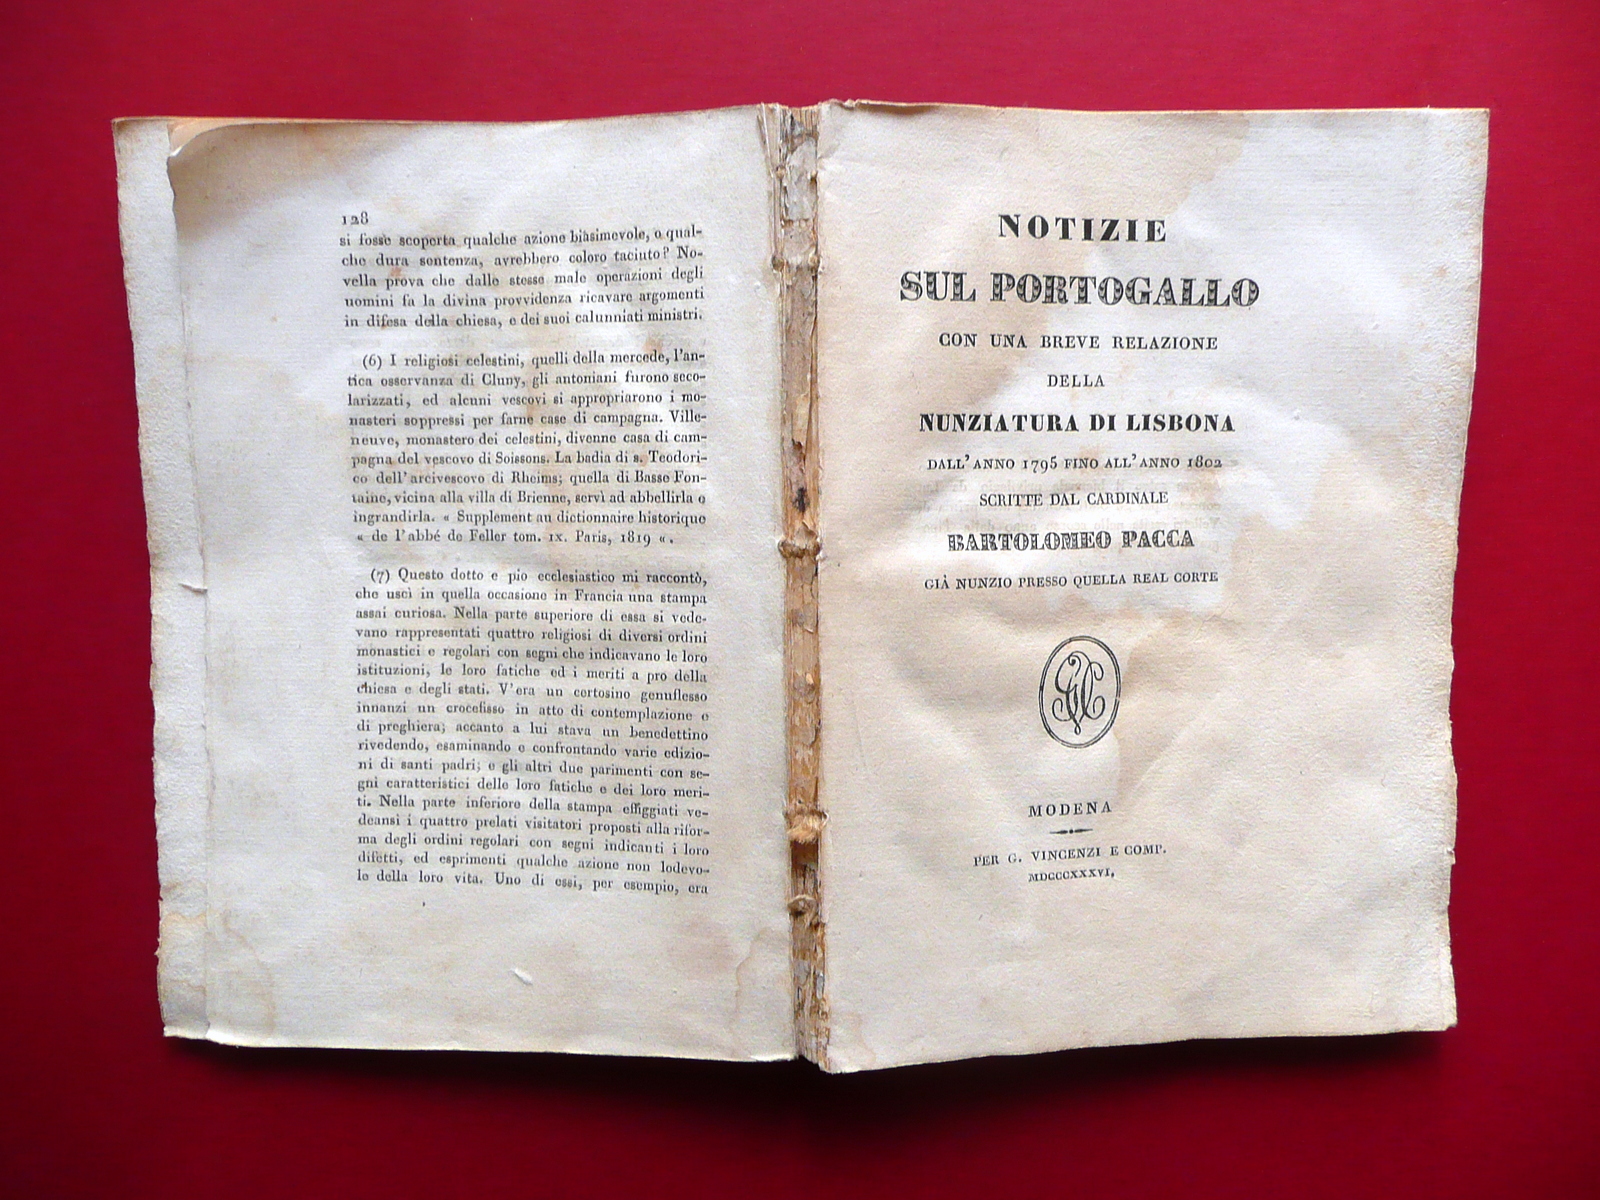 128
si fosse scoperta qualche azione biasimevole, o qual-
che dura sentenza, avrebbero coloro taciuto? No-
vella prova che dalle stesse male operazioni degli
uomini fa la divina provvidenza ricavare argomenti
in difesa della chiesa, e dei suoi calunniati ministri.
(6) I religiosi celestini, quelli della mercede, l'an-
tica osservanza di Cluny, gli antoniani furono seco-
larizzati, ed alcuni vescovi si appropriarono i mo-
nasteri soppressi per farne case di campagna. Ville-
neuve, monastero dei celestini, divenne casa di cam-
pagna del vescovo di Soissons. La badia di s. Teodori-
co dell'arcivescovo di Rheims; quella di Basse Fon-
taine, vicina alla villa di Brienne, servì ad abbellirla e
ingrandirla. « Supplement au dictionnaire historique
« de l'abbé de Feller tom. IX. Paris, 1819 «.
(7) Questo dotto e pio ecclesiastico mi raccontò,
che uscì in quella occasione in Francia una stampa
assai curiosa. Nella parte superiore di essa si vede-
vano rappresentati quattro religiosi di diversi ordini
monastici e regolari con segni che indicavano le loro
istituzioni, le loro fatiche ed i meriti a pro della
chiesa e degli stati. V'era un certosino genuflesso
innanzi un crocefisso in atto di contemplazione e
di preghiera; accanto a lui stava un benedettino
rivedendo, esaminando e confrontando varie edizio-
ni di santi padri; e gli altri due parimenti con se-
gni caratteristici delle loro fatiche e dei loro meri-
ti. Nella parte inferiore della stampa effiggiati ve-
deansi i quattro prelati visitatori proposti alla rifor-
ma degli ordini regolari con segni indicanti i loro
difetti, ed esprimenti qualche azione non lodevo-
le della loro vita. Uno di essi, per esempio, era
NOTIZIE
SUL PORTOGALLO
CON UNA BREVE RELAZIONE
DELLA
NUNZIATURA DI LISBONA
DALL'ANNO 1795 FINO ALL'ANNO 1802
SCRITTE DAL CARDINALE
BARTOLOMEO PACCA
GIÀ NUNZIO PRESSO QUELLA REAL CORTE
MODENA
PER G. VINCENZI E COMP.
MDCCCXXXVI,